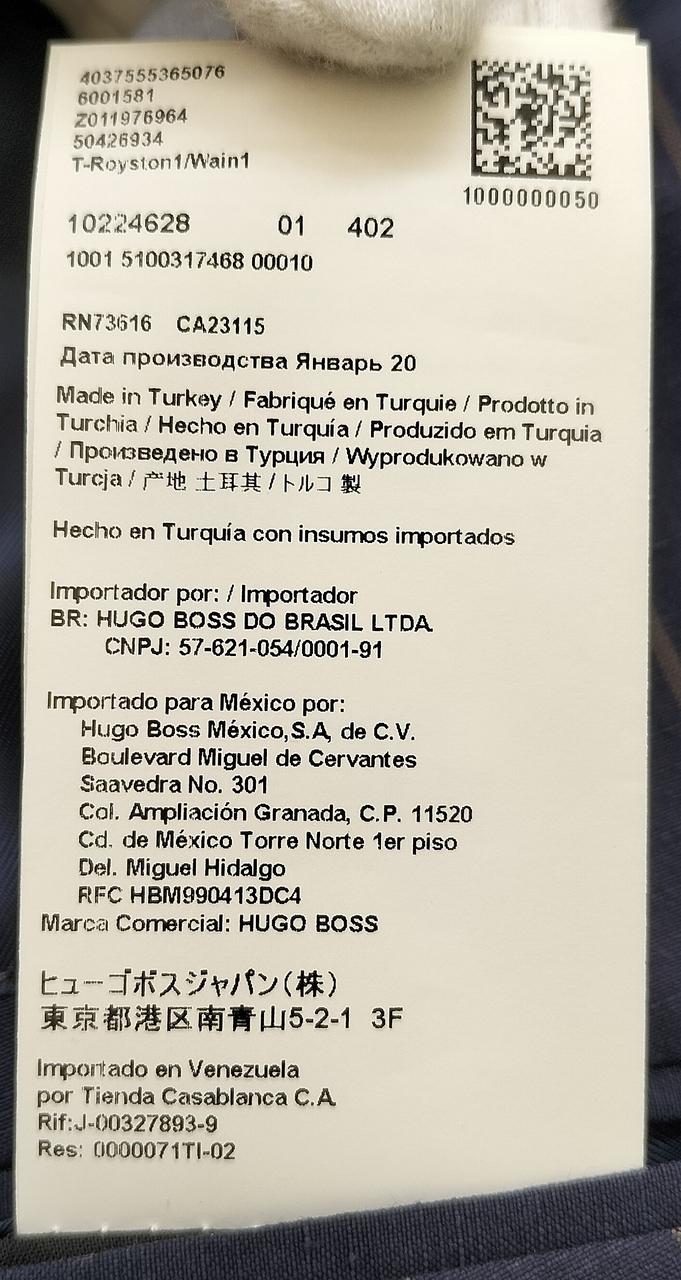 4037555365076
6001581
Z011976964
50426934
T-Royston1/Wain1
1000000050
10224628 01 402
1001 5100317468 00010
RN73616 CA23115
Дата производства Январь 20
Made in Turkey / Fabriqué en Turquie / Prodotto in
Turchia / Hecho en Turquía / Produzido em Turquia
/ Произведено в Турция / Wyprodukowano w
Turcja / 产地 土耳其 / トルコ 製
Hecho en Turquía con insumos importados
Importador por: / Importador
BR: HUGO BOSS DO BRASIL LTDA.
CNPJ: 57-621-054/0001-91
Importado para México por:
Hugo Boss México,S.A, de C.V.
Boulevard Miguel de Cervantes
Saavedra No. 301
Col. Ampliación Granada, C.P. 11520
Cd. de México Torre Norte 1er piso
Del. Miguel Hidalgo
RFC HBM990413DC4
Marca Comercial: HUGO BOSS
ヒューゴボスジャパン(株)
東京都港区南青山5-2-1 3F
Importado en Venezuela
por Tienda Casablanca C.A.
Rif:J-00327893-9
Res: 0000071TI-02